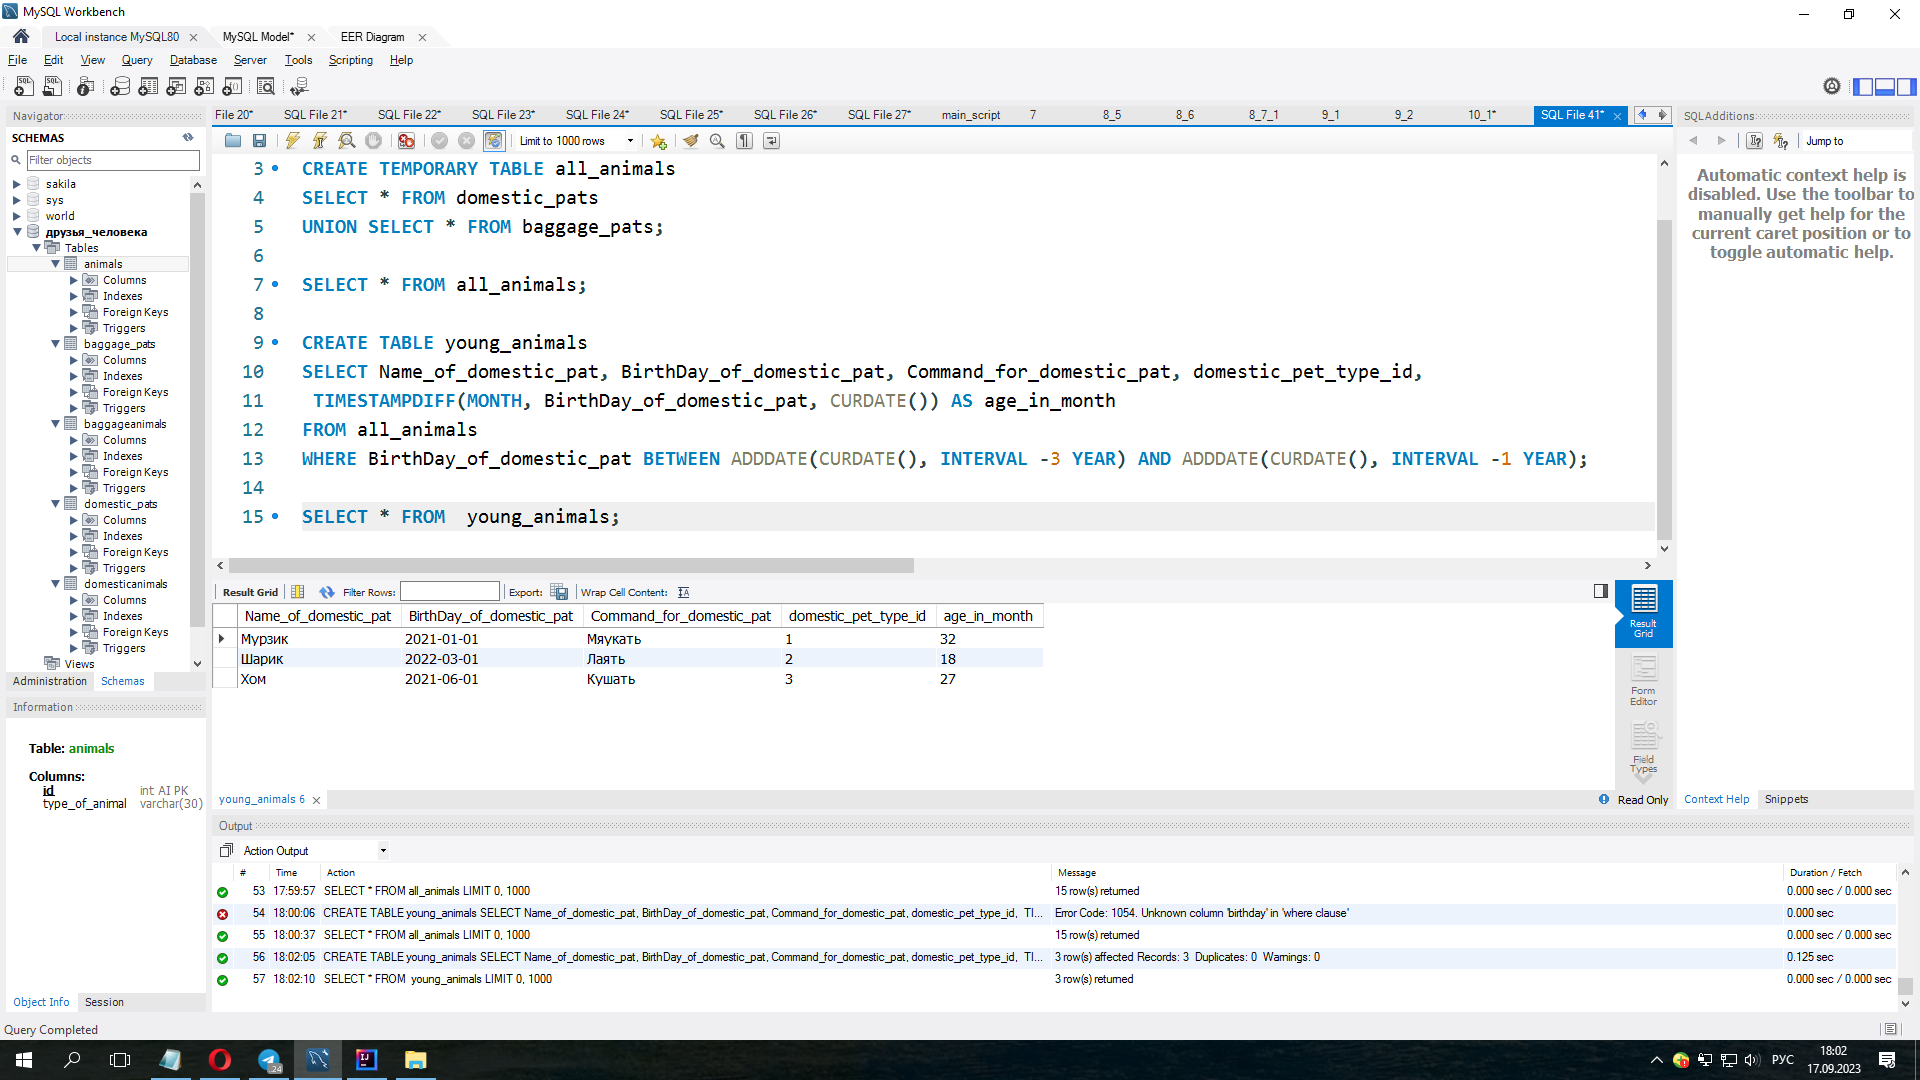 MySQL Workbench
Local instance MySQL80
MySQL Model*
EER Diagram
File Edit View Query Database Server Tools Scripting Help
Navigator
SCHEMAS
Filter objects
sakila
sys
world
друзья_человека
Tables
animals
Columns
Indexes
Foreign Keys
Triggers
baggage_pats
Columns
Indexes
Foreign Keys
Triggers
baggageanimals
Columns
Indexes
Foreign Keys
Triggers
domestic_pats
Columns
Indexes
Foreign Keys
Triggers
domesticanimals
Columns
Indexes
Foreign Keys
Triggers
Views
Administration Schemas
Information
Table: animals
Columns:
id int AI PK
type_of_animal varchar(30)
Object Info Session
File 20* SQL File 21* SQL File 22* SQL File 23* SQL File 24* SQL File 25* SQL File 26* SQL File 27* main_script 7 8_5 8_6 8_7_1 9_1 9_2 10_1* SQL File 41*
Limit to 1000 rows
3 CREATE TEMPORARY TABLE all_animals
4 SELECT * FROM domestic_pats
5 UNION SELECT * FROM baggage_pats;
6
7 SELECT * FROM all_animals;
8
9 CREATE TABLE young_animals
10 SELECT Name_of_domestic_pat, BirthDay_of_domestic_pat, Command_for_domestic_pat, domestic_pet_type_id,
11 TIMESTAMPDIFF(MONTH, BirthDay_of_domestic_pat, CURDATE()) AS age_in_month
12 FROM all_animals
13 WHERE BirthDay_of_domestic_pat BETWEEN ADDDATE(CURDATE(), INTERVAL -3 YEAR) AND ADDDATE(CURDATE(), INTERVAL -1 YEAR);
14
15 SELECT * FROM  young_animals;
Result Grid Filter Rows: Export: Wrap Cell Content:
Name_of_domestic_pat BirthDay_of_domestic_pat Command_for_domestic_pat domestic_pet_type_id age_in_month
Мурзик 2021-01-01 Мяукать 1 32
Шарик 2022-03-01 Лаять 2 18
Хом 2021-06-01 Кушать 3 27
Result Grid
Form Editor
Field Types
young_animals 6
Read Only
SQLAdditions
Jump to
Automatic context help is
disabled. Use the toolbar to
manually get help for the
current caret position or to
toggle automatic help.
Context Help Snippets
Output
Action Output
# Time Action Message Duration / Fetch
53 17:59:57 SELECT * FROM all_animals LIMIT 0, 1000 15 row(s) returned 0.000 sec / 0.000 sec
54 18:00:06 CREATE TABLE young_animals SELECT Name_of_domestic_pat, BirthDay_of_domestic_pat, Command_for_domestic_pat, domestic_pet_type_id, TI... Error Code: 1054. Unknown column 'birthday' in 'where clause' 0.000 sec
55 18:00:37 SELECT * FROM all_animals LIMIT 0, 1000 15 row(s) returned 0.000 sec / 0.000 sec
56 18:02:05 CREATE TABLE young_animals SELECT Name_of_domestic_pat, BirthDay_of_domestic_pat, Command_for_domestic_pat, domestic_pet_type_id, TI... 3 row(s) affected Records: 3 Duplicates: 0 Warnings: 0 0.125 sec
57 18:02:10 SELECT * FROM  young_animals LIMIT 0, 1000 3 row(s) returned 0.000 sec / 0.000 sec
Query Completed
24
РУС
18:02
17.09.2023